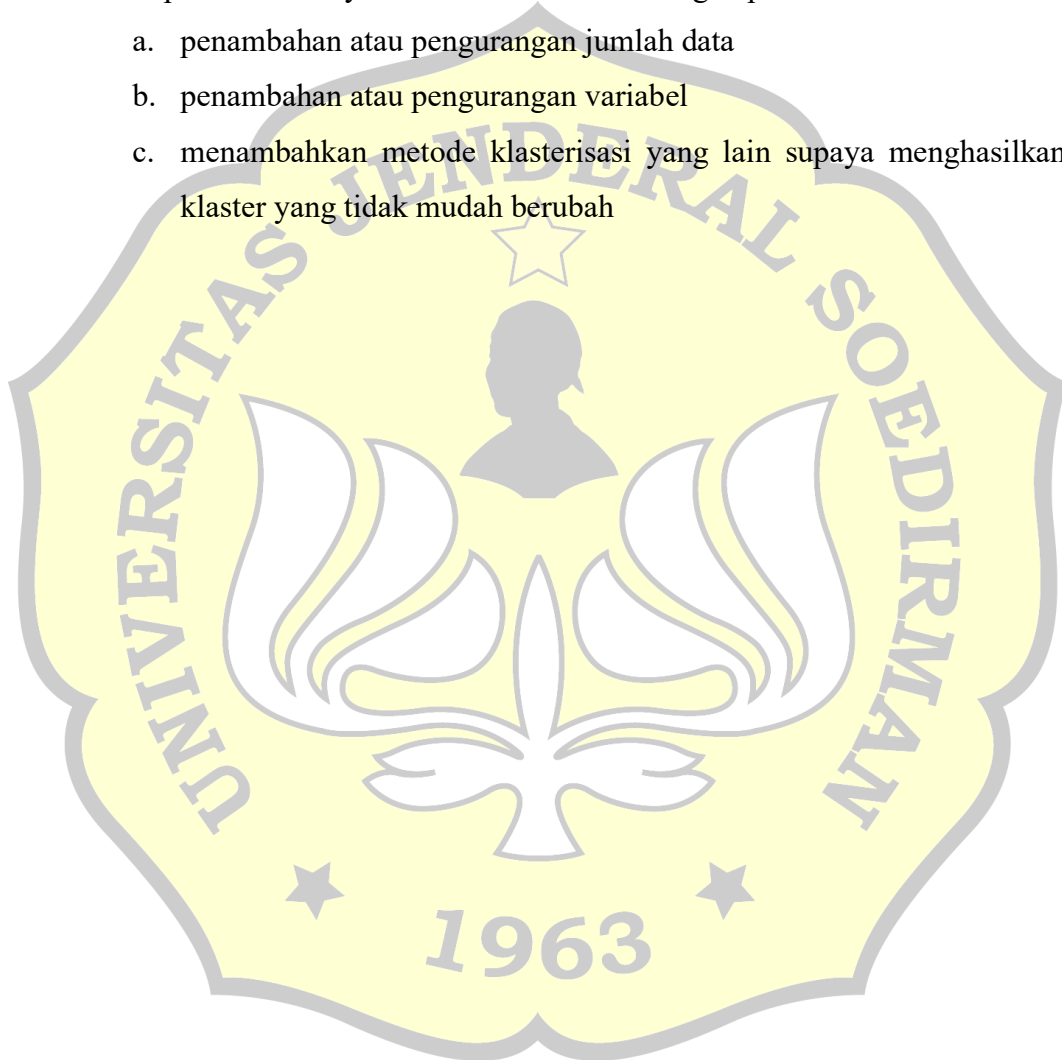 a. penambahan atau pengurangan jumlah data
b. penambahan atau pengurangan variabel
c. menambahkan metode klasterisasi yang lain supaya menghasilkan
klaster yang tidak mudah berubah
UNIVERSITAS JENDERAL SOEDIRMAN
1963